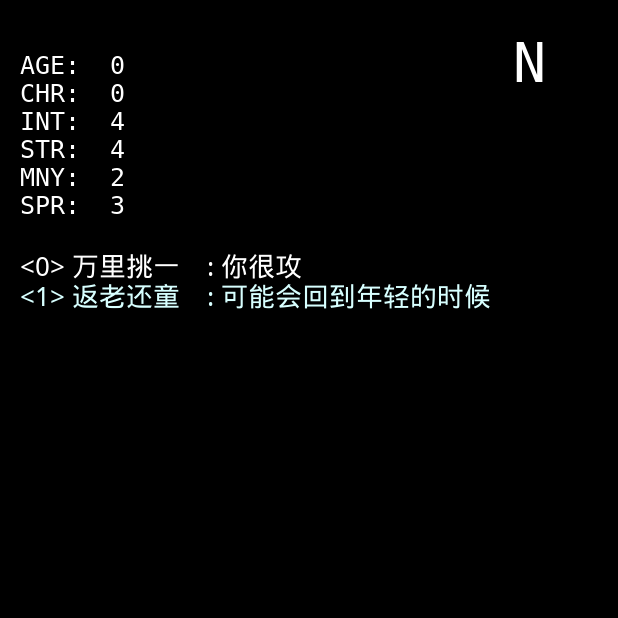 N
AGE: 0
CHR: 0
INT: 4
STR: 4
MNY: 2
SPR: 3
<0> 万里挑一 : 你很攻
<1> 返老还童 : 可能会回到年轻的时候